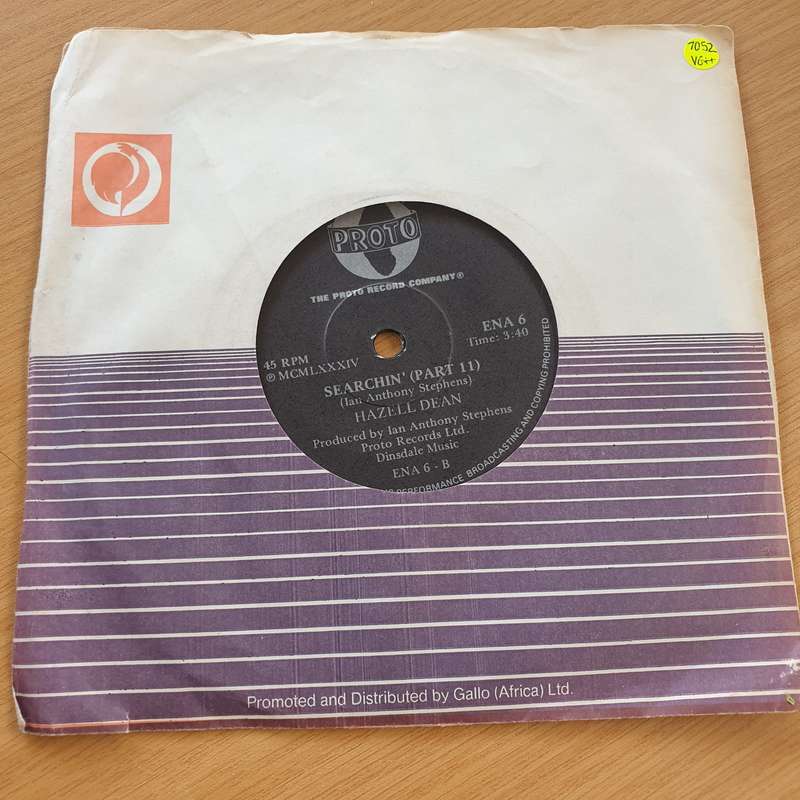 7052
VG++
PROTO
THE PROTO RECORD COMPANY®
ENA 6
Time: 3:40
45 RPM
℗ MCMLXXXIV
SEARCHIN' (PART 11)
(Ian Anthony Stephens)
HAZELL DEAN
Produced by Ian Anthony Stephens
Proto Records Ltd.
Dinsdale Music
ENA 6 - B
PERFORMANCE BROADCASTING AND COPYING PROHIBITED
Promoted and Distributed by Gallo (Africa) Ltd.